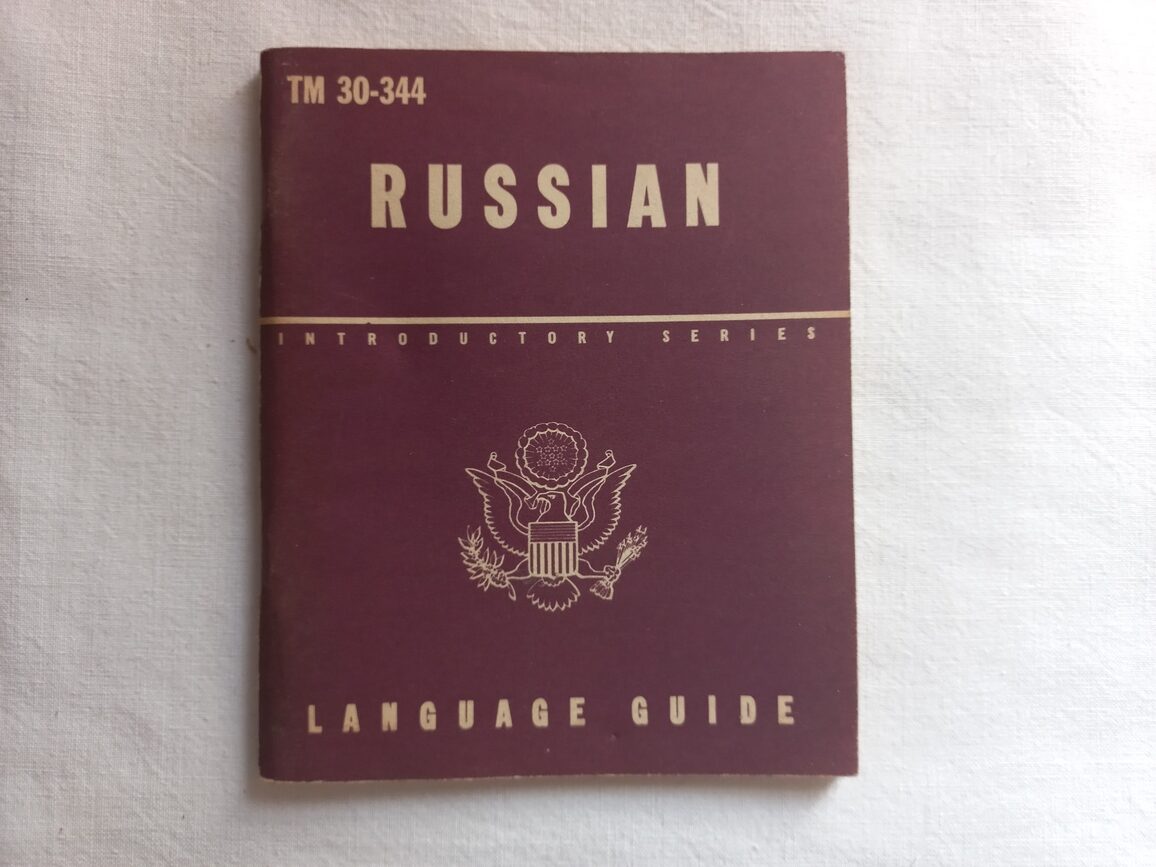 TM 30-344
RUSSIAN
INTRODUCTORY SERIES
LANGUAGE GUIDE